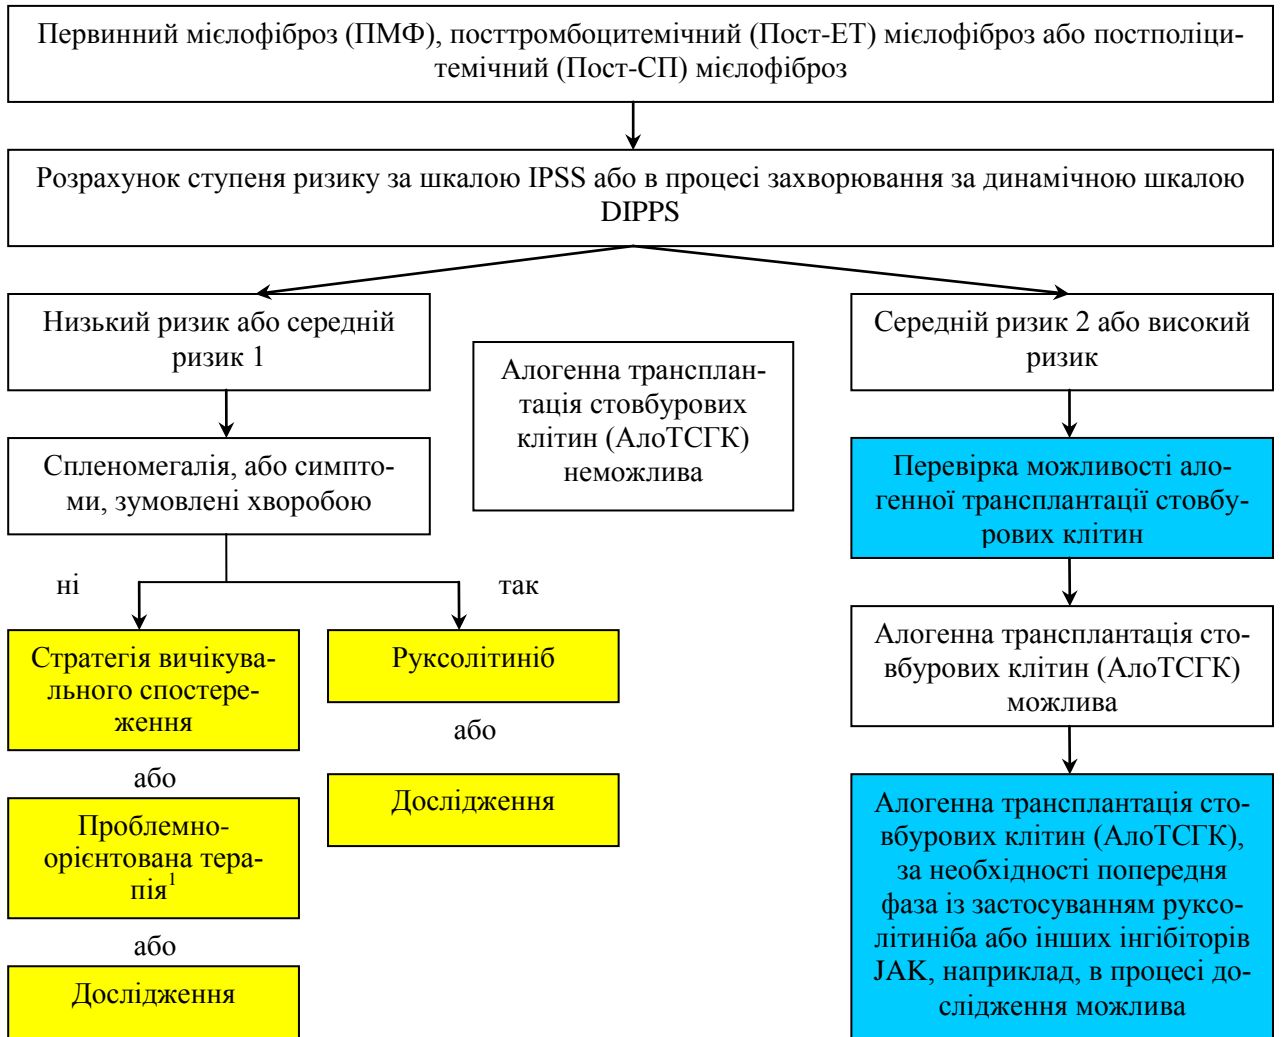 Первинний мієлофіброз (ПМФ), посттромбоцитемічний (Пост-ЕТ) мієлофіброз або постполіци-
темічний (Пост-СП) мієлофіброз
Розрахунок ступеня ризику за шкалою IPSS або в процесі захворювання за динамічною шкалою
DIPPS
Низький ризик або середній
ризик 1
Алогенна трансплан-
тація стовбурових
клітин (АлоТСГК)
неможлива
Середній ризик 2 або високий
ризик
Спленомегалія, або симпто-
ми, зумовлені хворобою
Перевірка можливості ало-
генної трансплантації стовбу-
рових клітин
ні
так
Стратегія вичікува-
льного спостере-
ження
або
Проблемно-
орієнтована тера-
пія1
або
Дослідження
Руксолітиніб
або
Дослідження
Алогенна трансплантація сто-
вбурових клітин (АлоТСГК)
можлива
Алогенна трансплантація сто-
вбурових клітин (АлоТСГК),
за необхідності попередня
фаза із застосуванням руксо-
літиніба або інших інгібіторів
JAK, наприклад, в процесі до-
слідження можлива